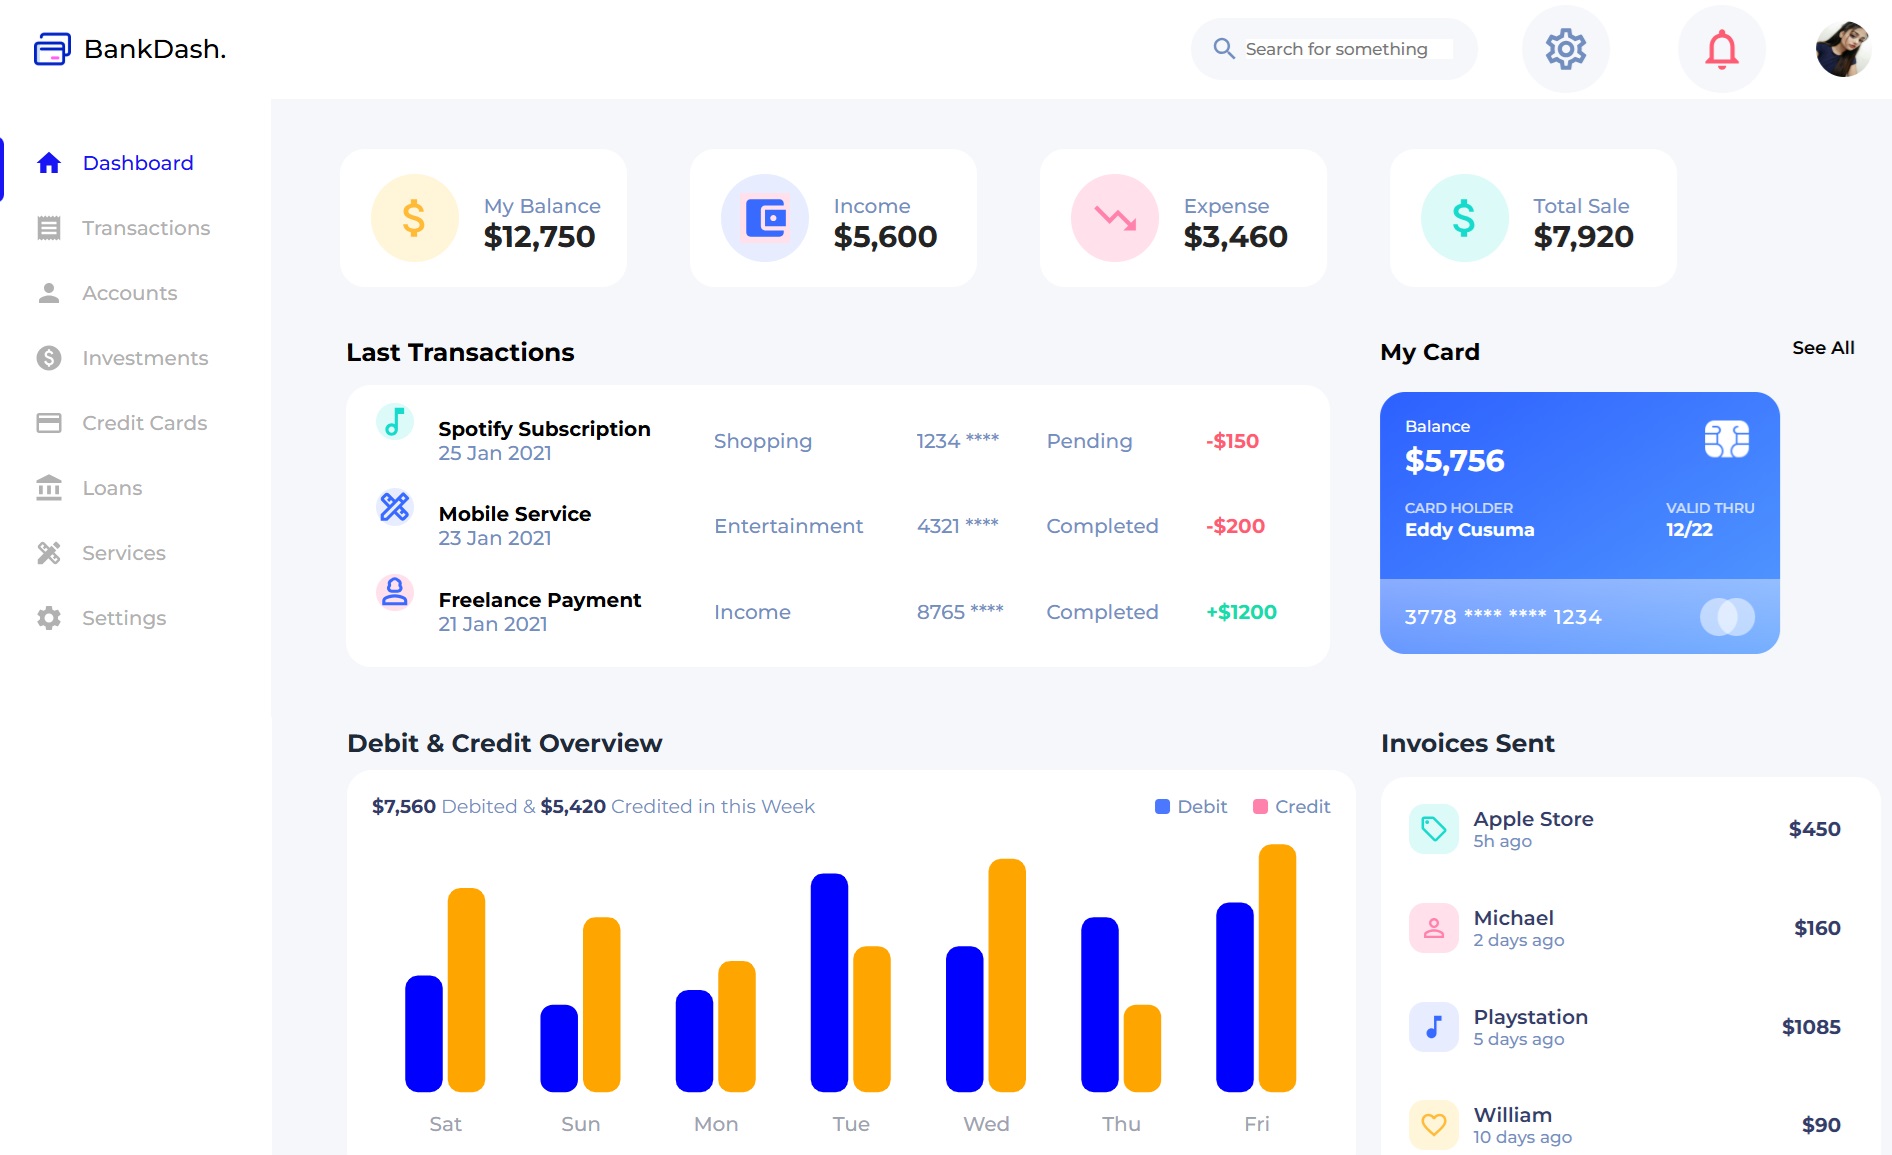 BankDash.
Search for something
Dashboard
Transactions
Accounts
Investments
Credit Cards
Loans
Services
Settings
My Balance
$12,750
Income
$5,600
Expense
$3,460
Total Sale
$7,920
Last Transactions
Spotify Subscription
25 Jan 2021
Shopping
1234 ****
Pending
-$150
Mobile Service
23 Jan 2021
Entertainment
4321 ****
Completed
-$200
Freelance Payment
21 Jan 2021
Income
8765 ****
Completed
+$1200
My Card
See All
Balance
$5,756
CARD HOLDER
Eddy Cusuma
VALID THRU
12/22
3778 **** **** 1234
Debit & Credit Overview
$7,560 Debited & $5,420 Credited in this Week
Debit
Credit
Sat
Sun
Mon
Tue
Wed
Thu
Fri
Invoices Sent
Apple Store
5h ago
$450
Michael
2 days ago
$160
Playstation
5 days ago
$1085
William
10 days ago
$90